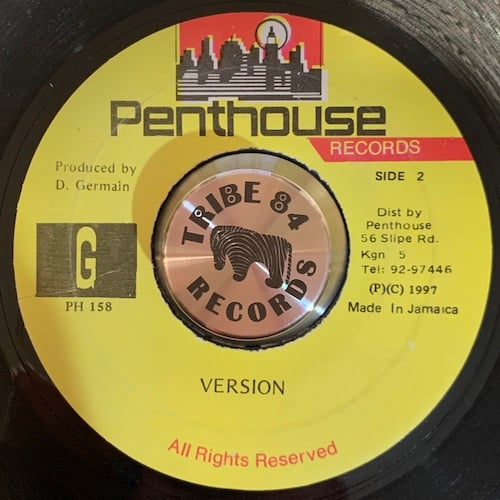 Penthouse
RECORDS
Produced by
D. Germain
SIDE 2
TRIBE 84
RECORDS
G
PH 158
Dist by
Penthouse
56 Slipe Rd.
Kgn 5
Tel: 92-97446
(P)(C) 1997
Made In Jamaica
VERSION
All Rights Reserved